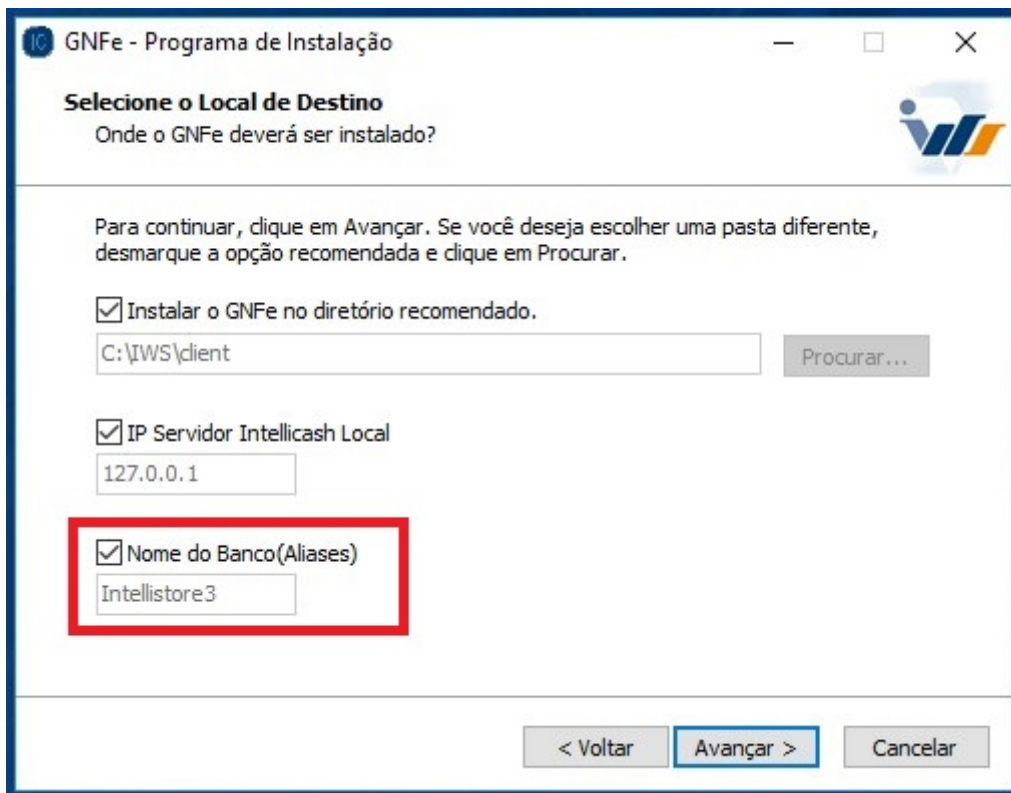 IC GNFe - Programa de Instalação
Selecione o Local de Destino
Onde o GNFe deverá ser instalado?
Para continuar, clique em Avançar. Se você deseja escolher uma pasta diferente,
desmarque a opção recomendada e clique em Procurar.
Instalar o GNFe no diretório recomendado.
C:\IWS\client
Procurar...
IP Servidor Intellicash Local
127.0.0.1
Nome do Banco(Aliases)
Intellistore3
< Voltar
Avançar >
Cancelar